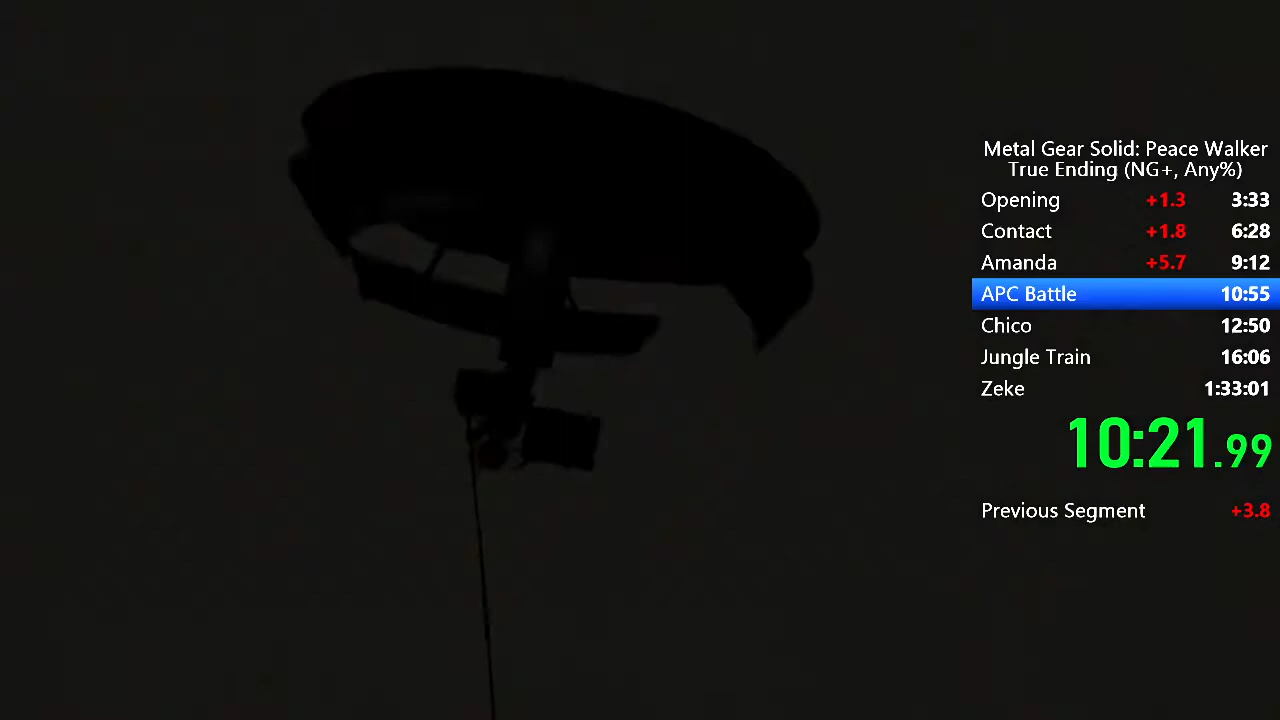 Metal Gear Solid: Peace Walker
True Ending (NG+, Any%)
Opening +1.3 3:33
Contact +1.8 6:28
Amanda +5.7 9:12
APC Battle 10:55
Chico 12:50
Jungle Train 16:06
Zeke 1:33:01
10:21.99
Previous Segment +3.8